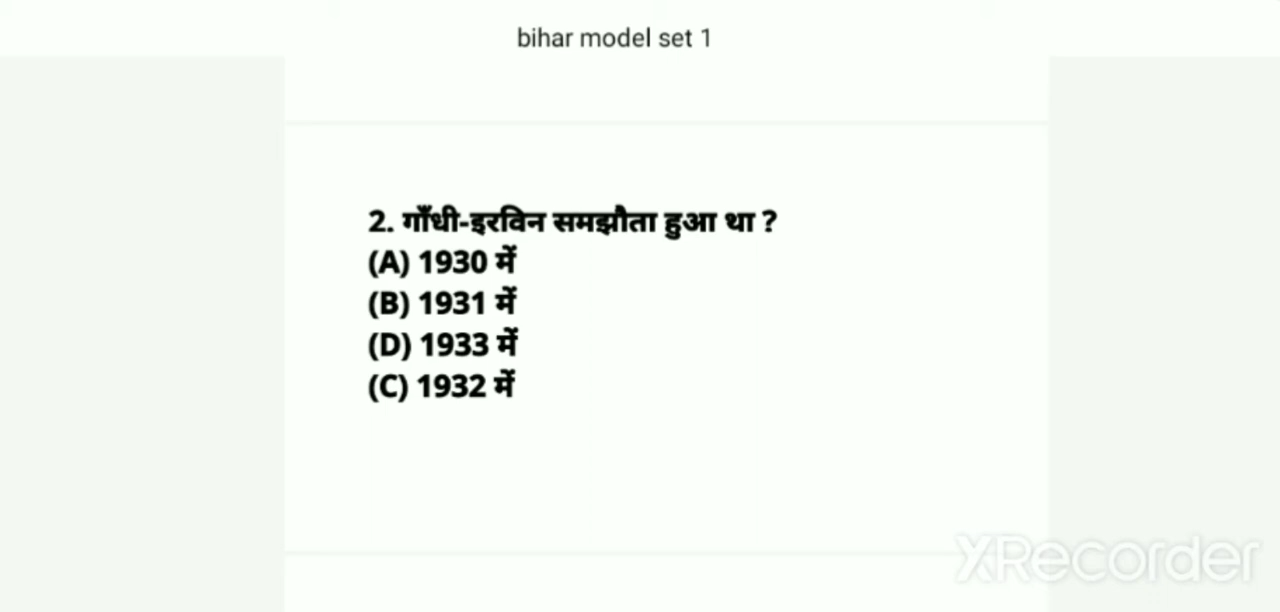 bihar model set 1
2. गाँधी-इरविन समझौता हुआ था ?
(A) 1930 में
(B) 1931 में
(D) 1933 में
(C) 1932 में
XRecorder